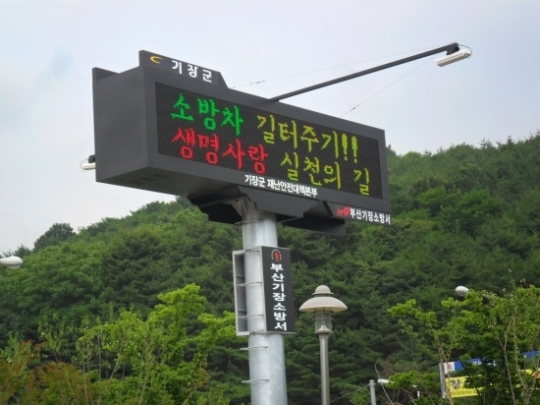 기장군
소방차 길터주기!!
생명사랑 실천의 길
기장군 재난안전대책본부
부산기장소방서
부산기장소방서